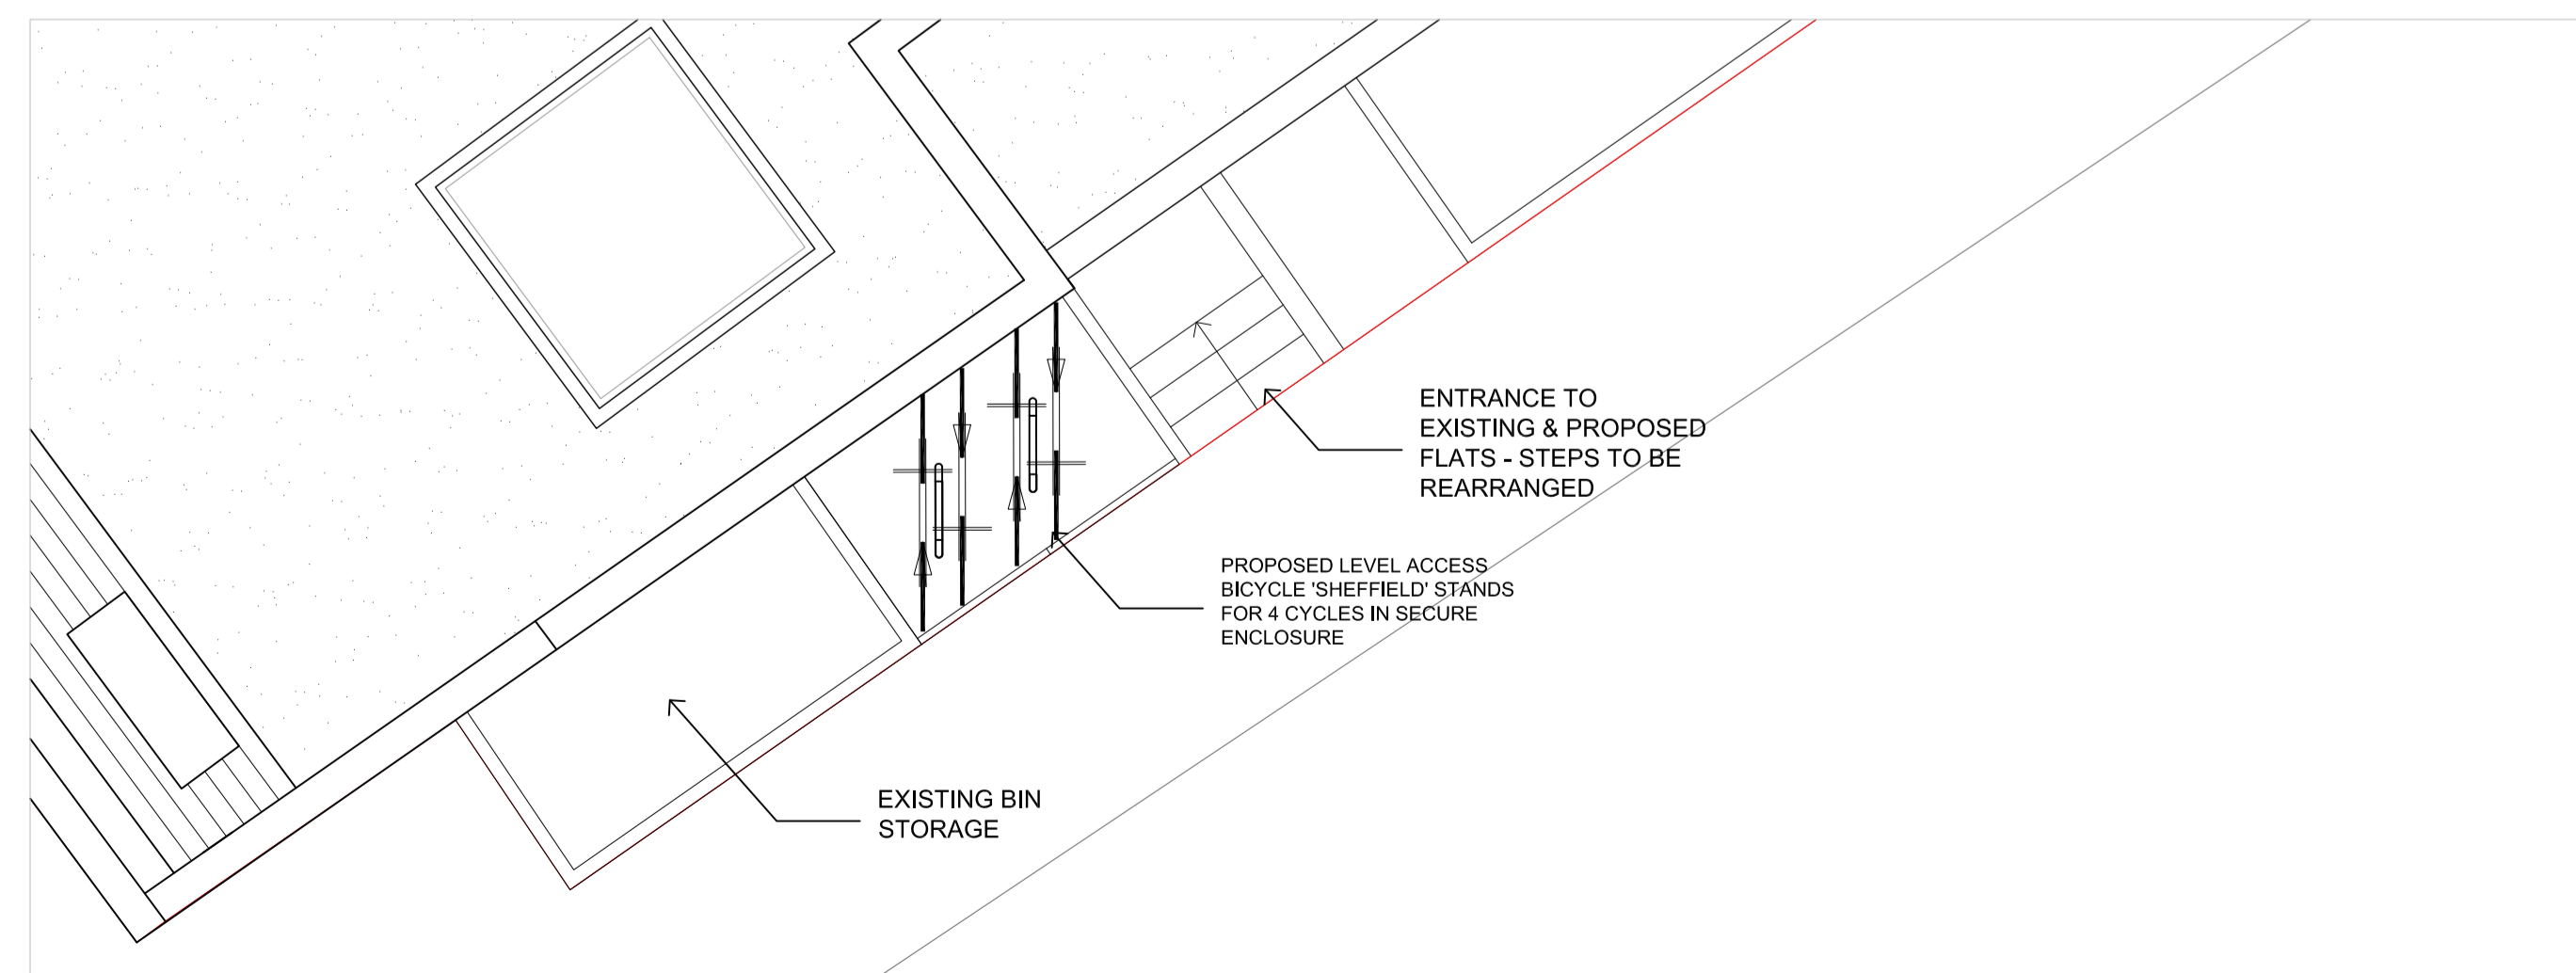 ENTRANCE TO
EXISTING & PROPOSED
FLATS - STEPS TO BE
REARRANGED
PROPOSED LEVEL ACCESS
BICYCLE 'SHEFFIELD' STANDS
FOR 4 CYCLES IN SECURE
ENCLOSURE
EXISTING BIN
STORAGE